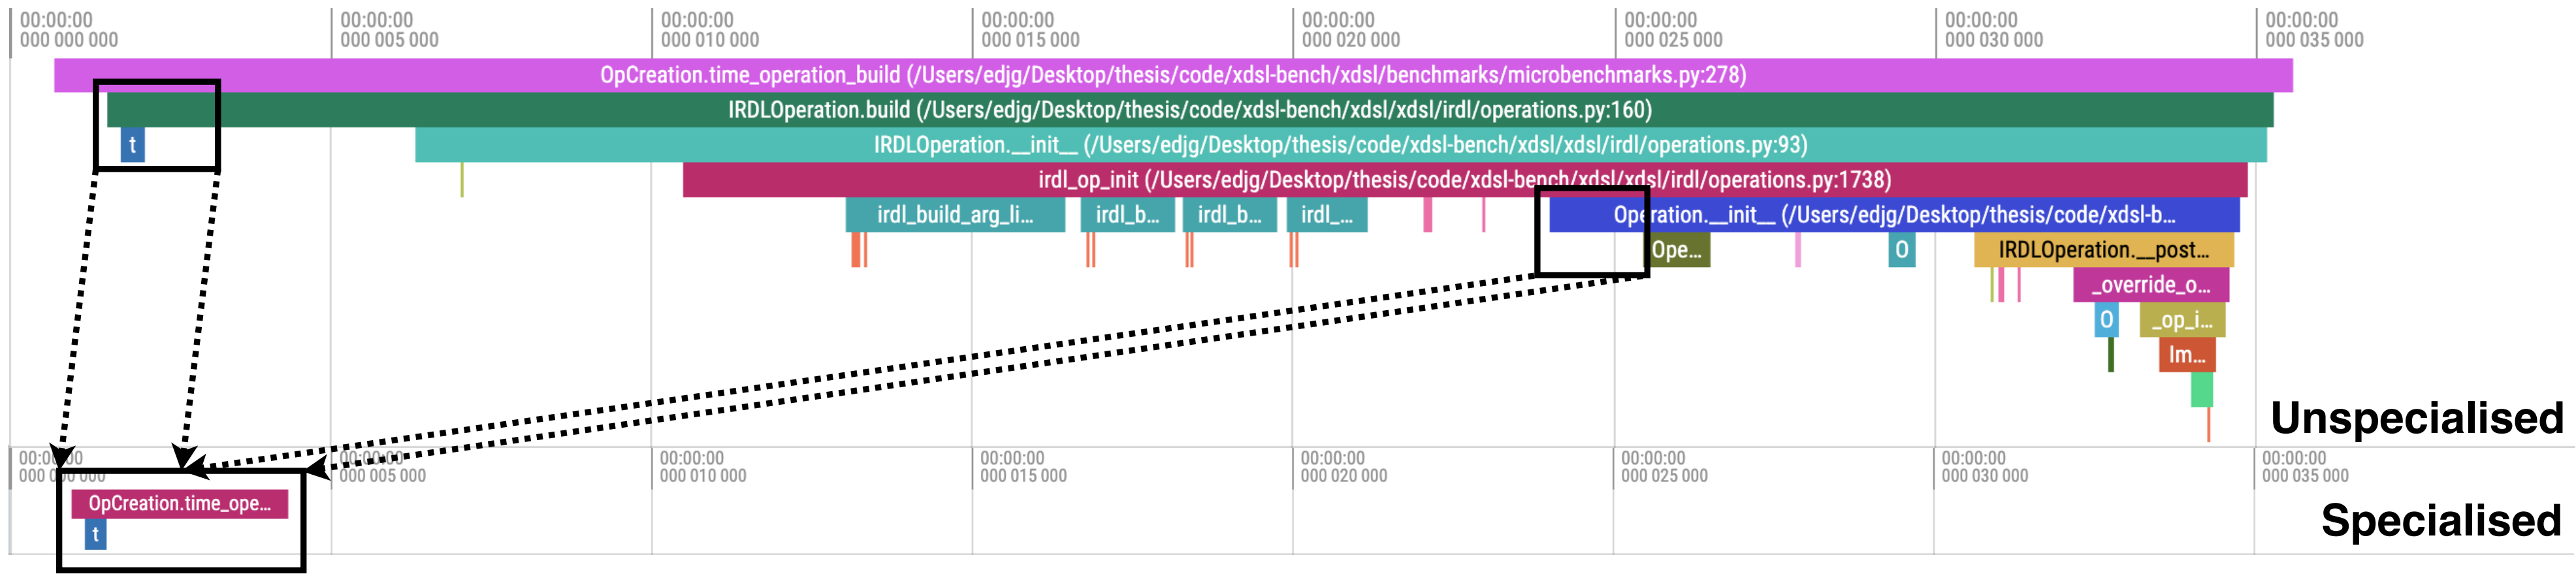 00:00:00 00:00:00 00:00:00 00:00:00 00:00:00 00:00:00 00:00:00 00:00:00
000 000 000 000 005 000 000 010 000 000 015 000 000 020 000 000 025 000 000 030 000 000 035 000
OpCreation.time_operation_build (/Users/edjg/Desktop/thesis/code/xdsl-bench/xdsl/benchmarks/microbenchmarks.py:278)
IRDLOperation.build (/Users/edjg/Desktop/thesis/code/xdsl-bench/xdsl/xdsl/irdl/operations.py:160)
t IRDLOperation.__init__ (/Users/edjg/Desktop/thesis/code/xdsl-bench/xdsl/xdsl/irdl/operations.py:93)
irdl_op_init (/Users/edjg/Desktop/thesis/code/xdsl-bench/xdsl/xdsl/irdl/operations.py:1738)
irdl_build_arg_li... irdl_b... irdl_b... irdl_... Operation.__init__ (/Users/edjg/Desktop/thesis/code/xdsl-b...
Ope... O IRDLOperation.__post...
_override_o...
O _op_i...
Im...
Unspecialised
00:00:00 00:00:00 00:00:00 00:00:00 00:00:00 00:00:00 00:00:00 00:00:00
000 000 000 000 005 000 000 010 000 000 015 000 000 020 000 000 025 000 000 030 000 000 035 000
OpCreation.time_ope...
t
Specialised